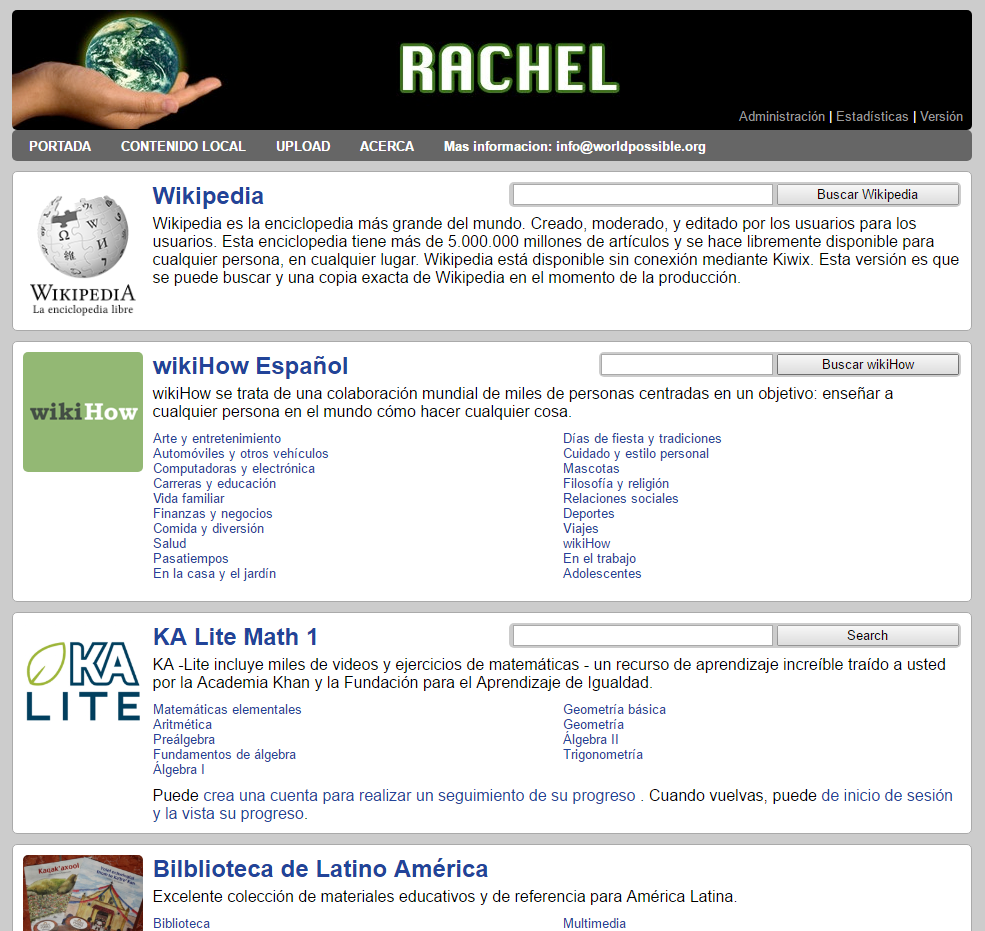 RACHEL
Administración | Estadísticas | Versión
PORTADA CONTENIDO LOCAL UPLOAD ACERCA Mas informacion: info@worldpossible.org
Wikipedia
Buscar Wikipedia
Wikipedia es la enciclopedia más grande del mundo. Creado, moderado, y editado por los usuarios para los
usuarios. Esta enciclopedia tiene más de 5.000.000 millones de artículos y se hace libremente disponible para
cualquier persona, en cualquier lugar. Wikipedia está disponible sin conexión mediante Kiwix. Esta versión es que
se puede buscar y una copia exacta de Wikipedia en el momento de la producción.
WIKIPEDIA
La enciclopedia libre
wikiHow
wikiHow Español
Buscar wikiHow
wikiHow se trata de una colaboración mundial de miles de personas centradas en un objetivo: enseñar a
cualquier persona en el mundo cómo hacer cualquier cosa.
Arte y entretenimiento
Automóviles y otros vehículos
Computadoras y electrónica
Carreras y educación
Vida familiar
Finanzas y negocios
Comida y diversión
Salud
Pasatiempos
En la casa y el jardín
Días de fiesta y tradiciones
Cuidado y estilo personal
Mascotas
Filosofía y religión
Relaciones sociales
Deportes
Viajes
wikiHow
En el trabajo
Adolescentes
KA
LITE
KA Lite Math 1
Search
KA -Lite incluye miles de videos y ejercicios de matemáticas - un recurso de aprendizaje increíble traído a usted
por la Academia Khan y la Fundación para el Aprendizaje de Igualdad.
Matemáticas elementales
Aritmética
Preálgebra
Fundamentos de álgebra
Álgebra I
Geometría básica
Geometría
Álgebra II
Trigonometría
Puede crea una cuenta para realizar un seguimiento de su progreso . Cuando vuelvas, puede de inicio de sesión
y la vista su progreso.
Bilblioteca de Latino América
Excelente colección de materiales educativos y de referencia para América Latina.
Biblioteca
Multimedia